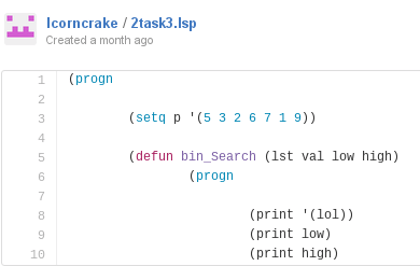 lcorncrake / 2task3.lsp
Created a month ago
1 (progn
2
3 (setq p '(5 3 2 6 7 1 9))
4
5 (defun bin_Search (lst val low high)
6 (progn
7
8 (print '(lol))
9 (print low)
10 (print high)